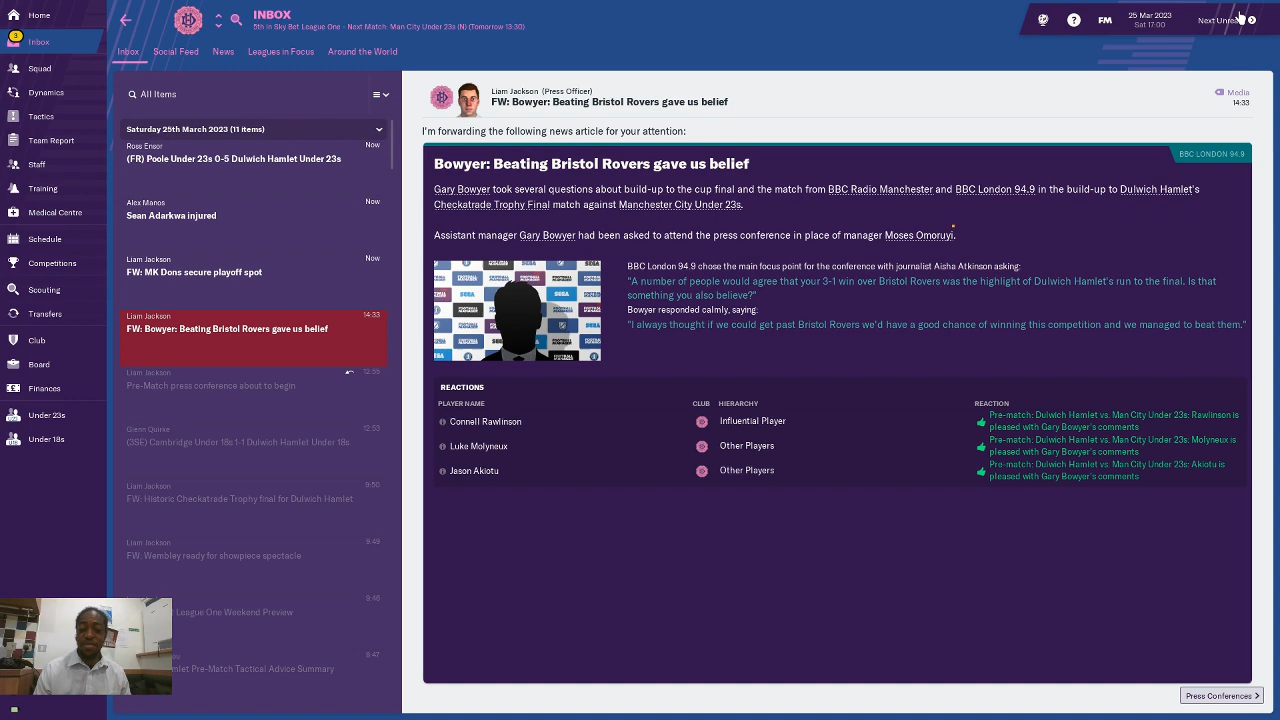 Home
3
Inbox
Squad
Dynamics
Tactics
Team Report
Staff
Training
Medical Centre
Schedule
Competitions
Scouting
Transfers
Club
Board
Finances
Under 23s
Under 18s
INBOX
5th in Sky Bet League One - Next Match: Man City Under 23s (N) (Tomorrow 13:30)
FM
25 Mar 2023
Sat 17:00
Inbox Social Feed News Leagues in Focus Around the World
All Items
Saturday 25th March 2023 (11 items)
Ross Ensor Now
(FR) Poole Under 23s 0-5 Dulwich Hamlet Under 23s
Alex Manos Now
Sean Adarkwa injured
Liam Jackson Now
FW: MK Dons secure playoff spot
Liam Jackson 14:33
FW: Bowyer: Beating Bristol Rovers gave us belief
Liam Jackson 12:55
Pre-Match press conference about to begin
Glenn Quirke 12:53
(3SE) Cambridge Under 18s 1-1 Dulwich Hamlet Under 18s
Liam Jackson 9:50
FW: Historic Checkatrade Trophy final for Dulwich Hamlet
Liam Jackson 9:49
FW: Wembley ready for showpiece spectacle
9:48
League One Weekend Preview
8:47
Pre-Match Tactical Advice Summary
Liam Jackson (Press Officer)
FW: Bowyer: Beating Bristol Rovers gave us belief
Media
14:33
I'm forwarding the following news article for your attention:
Bowyer: Beating Bristol Rovers gave us belief
BBC LONDON 94.9
Gary Bowyer took several questions about build-up to the cup final and the match from BBC Radio Manchester and BBC London 94.9 in the build-up to Dulwich Hamlet's
Checkatrade Trophy Final match against Manchester City Under 23s.
Assistant manager Gary Bowyer had been asked to attend the press conference in place of manager Moses Omoruyi.
BBC London 94.9 chose the main focus point for the conference with journalist Aisha Atkinson asking:
"A number of people would agree that your 3-1 win over Bristol Rovers was the highlight of Dulwich Hamlet's run to the final. Is that
something you also believe?"
Bowyer responded calmly, saying:
"I always thought if we could get past Bristol Rovers we'd have a good chance of winning this competition and we managed to beat them."
SEGA
REACTIONS
PLAYER NAME CLUB HIERARCHY REACTION
Connell Rawlinson Influential Player Pre-match: Dulwich Hamlet vs. Man City Under 23s: Rawlinson is
pleased with Gary Bowyer's comments
Luke Molyneux Other Players Pre-match: Dulwich Hamlet vs. Man City Under 23s: Molyneux is
pleased with Gary Bowyer's comments
Jason Akiotu Other Players Pre-match: Dulwich Hamlet vs. Man City Under 23s: Akiotu is
pleased with Gary Bowyer's comments
Press Conferences